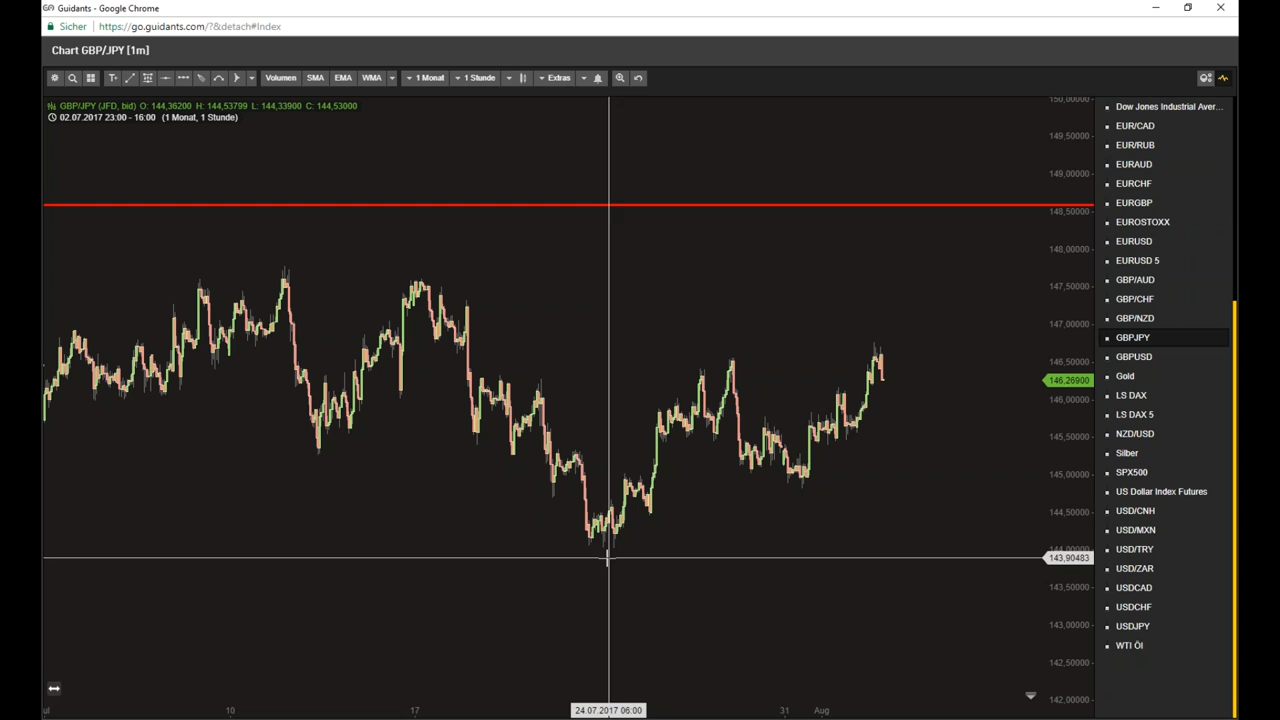 Guidants - Google Chrome
Sicher https://go.guidants.com/?&detach#Index
Chart GBP/JPY [1m]
T+ Volumen SMA EMA WMA 1 Monat 1 Stunde Extras
GBP/JPY (JFD, bid) O: 144,36200 H: 144,53799 L: 144,33900 C: 144,53000
02.07.2017 23:00 - 16:00 (1 Monat, 1 Stunde)
150,00000
149,50000
149,00000
148,50000
148,00000
147,50000
147,00000
146,50000
146,26900
146,00000
145,50000
145,00000
144,50000
144,00000
143,90483
143,50000
143,00000
142,50000
142,00000
Dow Jones Industrial Aver...
EUR/CAD
EUR/RUB
EURAUD
EURCHF
EURGBP
EUROSTOXX
EURUSD
EURUSD 5
GBP/AUD
GBP/CHF
GBP/NZD
GBPJPY
GBPUSD
Gold
LS DAX
LS DAX 5
NZD/USD
Silber
SPX500
US Dollar Index Futures
USD/CNH
USD/MXN
USD/TRY
USD/ZAR
USDCAD
USDCHF
USDJPY
WTI Öl
10 17 24.07.2017 06:00 31 Aug